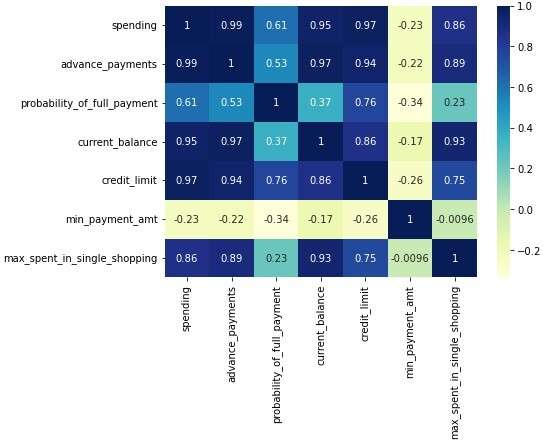 spending 1 0.99 0.61 0.95 0.97 -0.23 0.86
advance_payments 0.99 1 0.53 0.97 0.94 -0.22 0.89
probability_of_full_payment 0.61 0.53 1 0.37 0.76 -0.34 0.23
current_balance 0.95 0.97 0.37 1 0.86 -0.17 0.93
credit_limit 0.97 0.94 0.76 0.86 1 -0.26 0.75
min_payment_amt -0.23 -0.22 -0.34 -0.17 -0.26 1 -0.0096
max_spent_in_single_shopping 0.86 0.89 0.23 0.93 0.75 -0.0096 1
spending
advance_payments
probability_of_full_payment
current_balance
credit_limit
min_payment_amt
max_spent_in_single_shopping
1.0
0.8
0.6
0.4
0.2
0.0
−0.2